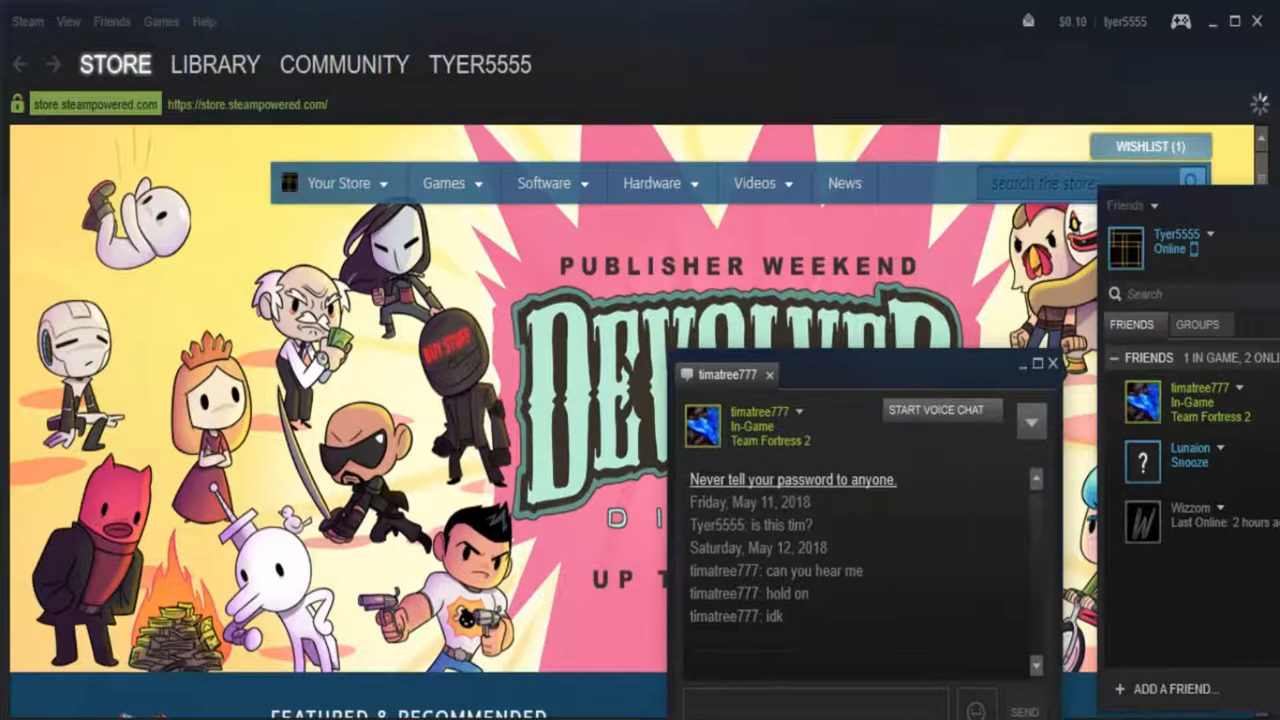 Steam View Friends Games Help
$0.10 tyer5555
STORE LIBRARY COMMUNITY TYER5555
store.steampowered.com https://store.steampowered.com/
WISHLIST (1)
Your Store Games Software Hardware Videos News search the store
PUBLISHER WEEKEND
DEVOLVER
DI
UP T
BUY STUFF
FEATURED & RECOMMENDED
Friends
Tyer5555
Online
Search
FRIENDS GROUPS
FRIENDS 1 IN GAME, 2 ONLI
timatree777
In-Game
Team Fortress 2
Lunaion
Snooze
?
Wizzom
Last Online: 2 hours a
+ ADD A FRIEND...
timatree777
timatree777
In-Game
Team Fortress 2
START VOICE CHAT
Never tell your password to anyone.
Friday, May 11, 2018
Tyer5555: is this tim?
Saturday, May 12, 2018
timatree777: can you hear me
timatree777: hold on
timatree777: idk
SEND